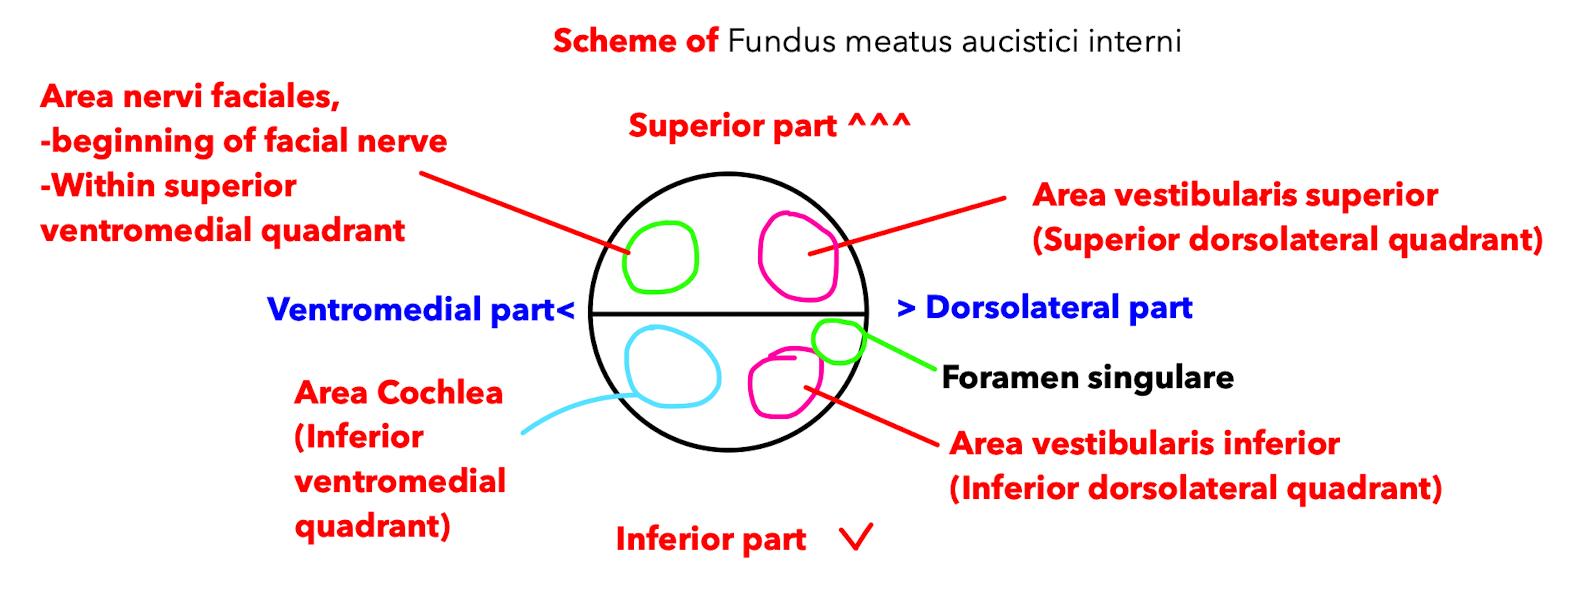 Scheme of Fundus meatus aucistici interni
Area nervi faciales,
-beginning of facial nerve
-Within superior
ventromedial quadrant
Superior part ^^^
Area vestibularis superior
(Superior dorsolateral quadrant)
Ventromedial part<
> Dorsolateral part
Foramen singulare
Area Cochlea
(Inferior
ventromedial
quadrant)
Area vestibularis inferior
(Inferior dorsolateral quadrant)
Inferior part